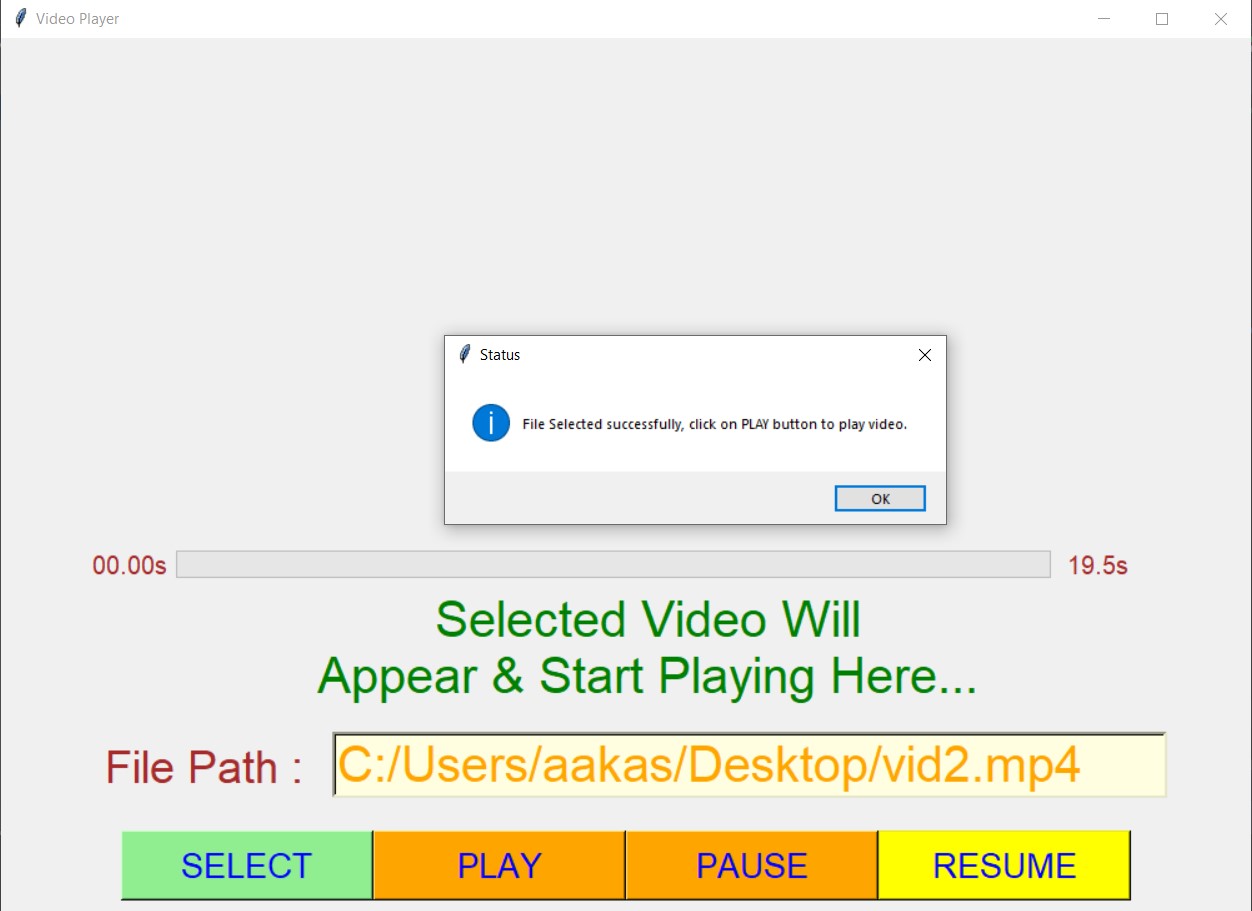 Video Player
Status
File Selected successfully, click on PLAY button to play video.
OK
00.00s
19.5s
Selected Video Will
Appear & Start Playing Here...
File Path :
C:/Users/aakas/Desktop/vid2.mp4
SELECT
PLAY
PAUSE
RESUME